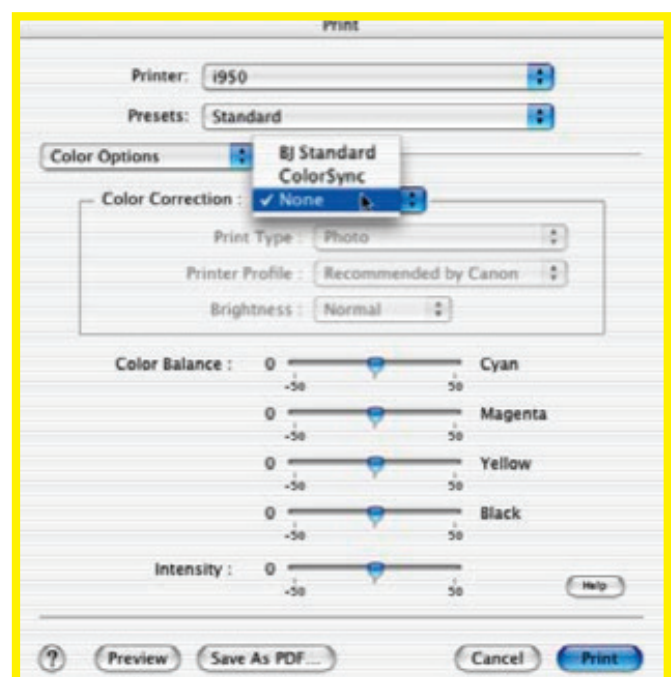 Print
Printer: i950
Presets: Standard
Color Options
BJ Standard
ColorSync
Color Correction : ✓ None
Print Type : Photo
Printer Profile : Recommended by Canon
Brightness : Normal
Color Balance : 0 Cyan
-50 50
0 Magenta
-50 50
0 Yellow
-50 50
0 Black
-50 50
Intensity : 0
-50 50
Help
? Preview Save As PDF... Cancel Print